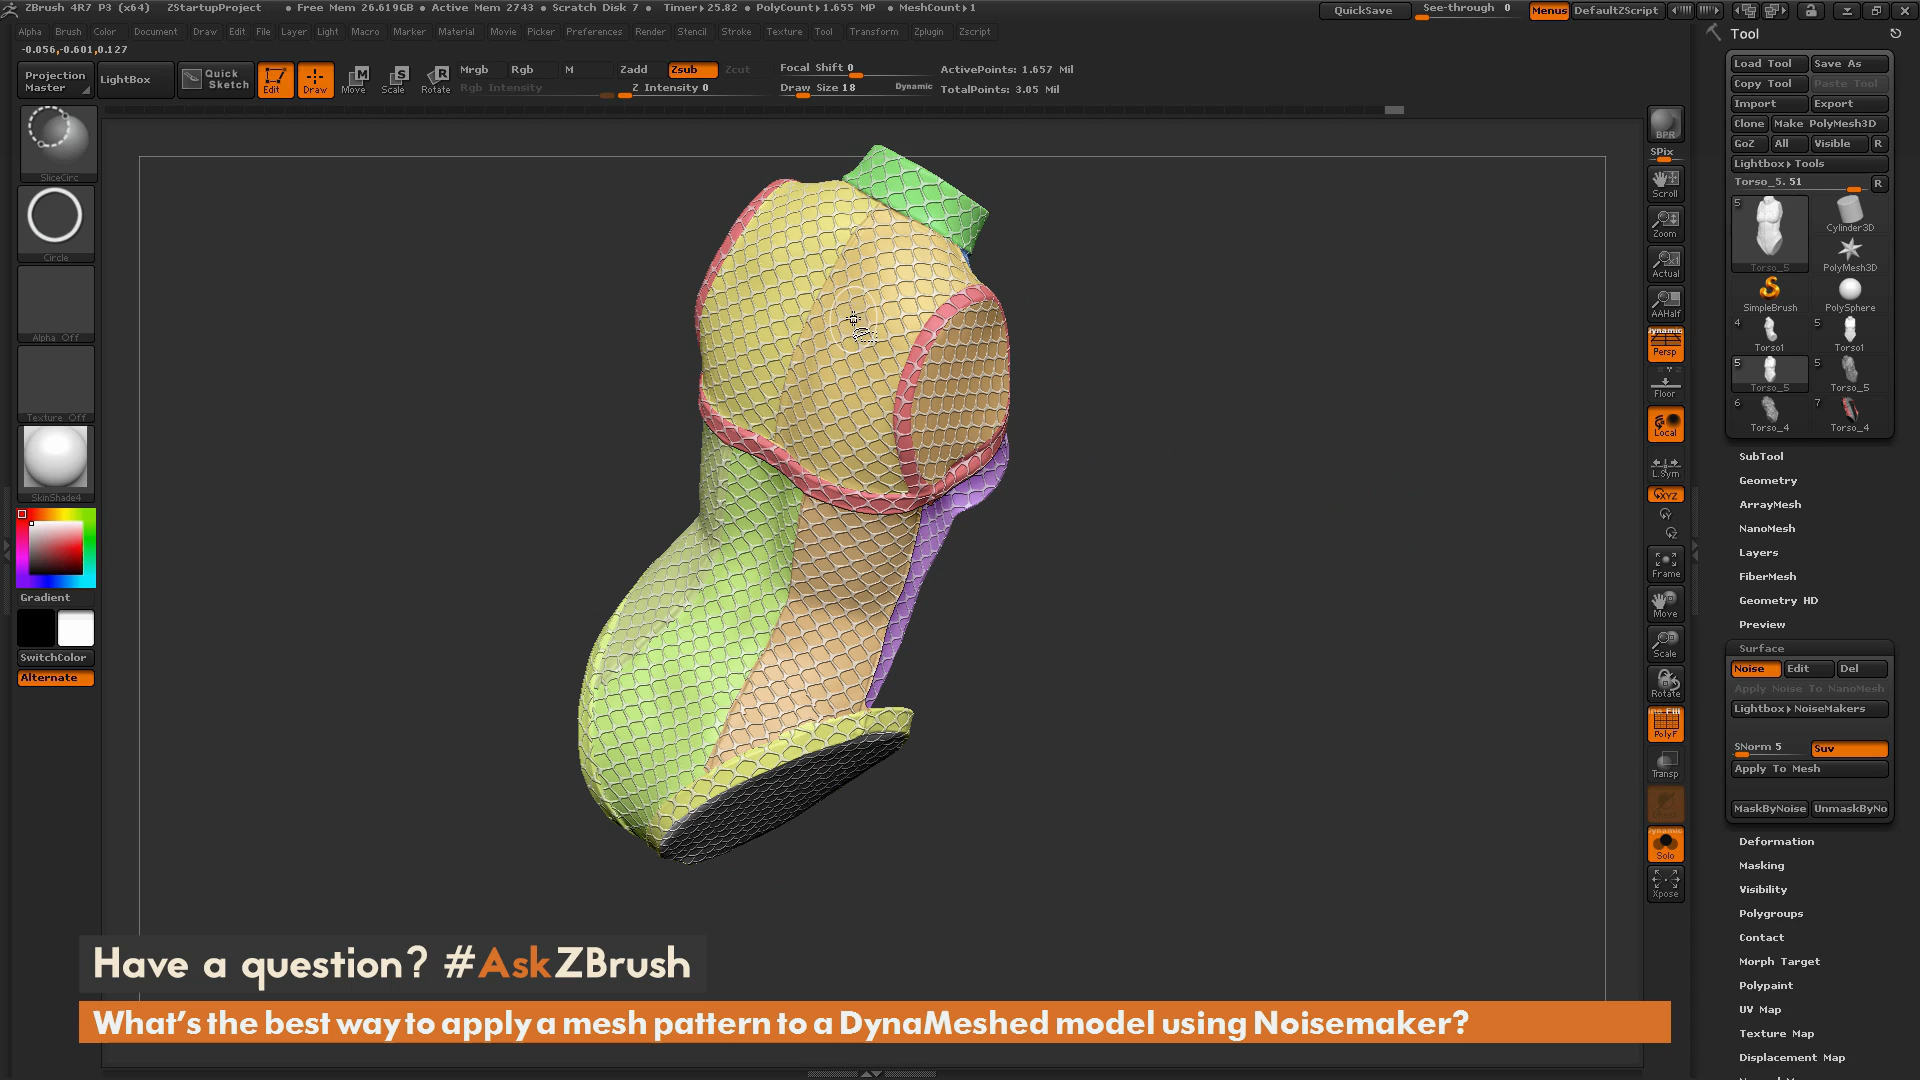 ZBrush 4R7 P3 (x64) ZStartupProject • Free Mem 26.619GB • Active Mem 2743 • Scratch Disk 7 • Timer▸25.82 • PolyCount▸1.655 MP • MeshCount▸1
QuickSave See-through 0 Menus DefaultZScript
Alpha Brush Color Document Draw Edit File Layer Light Macro Marker Material Movie Picker Preferences Render Stencil Stroke Texture Tool Transform Zplugin Zscript
-0.056,-0.601,0.127
Projection Master
LightBox
Quick Sketch
Edit
Draw
Move
Scale
Rotate
Mrgb Rgb M
Rgb Intensity
Zadd Zsub Zcut
Z Intensity 0
Focal Shift 0
Draw Size 18 Dynamic
ActivePoints: 1.657 Mil
TotalPoints: 3.05 Mil
SliceCirc
Circle
Alpha Off
Texture Off
SkinShade4
Gradient
SwitchColor
Alternate
BPR
SPix
Scroll
Zoom
Actual
AAHalf
Dynamic
Persp
Floor
Local
L.Sym
XYZ
Y
Z
Frame
Move
Scale
Rotate
PolyF
Transp
Dynamic
Solo
Xpose
Tool
Load Tool Save As
Copy Tool Paste Tool
Import Export
Clone Make PolyMesh3D
GoZ All Visible R
Lightbox▸Tools
Torso_5. 51 R
5
Torso_5
Cylinder3D
PolyMesh3D
SimpleBrush PolySphere
4 5
Torso1 Torso1
5 5
Torso_5 Torso_5
6 7
Torso_4 Torso_4
SubTool
Geometry
ArrayMesh
NanoMesh
Layers
FiberMesh
Geometry HD
Preview
Surface
Noise Edit Del
Apply Noise To NanoMesh
Lightbox▸NoiseMakers
SNorm 5 Suv
Apply To Mesh
MaskByNoise UnmaskByNo
Deformation
Masking
Visibility
Polygroups
Contact
Morph Target
Polypaint
UV Map
Texture Map
Displacement Map
Have a question? #AskZBrush
What's the best way to apply a mesh pattern to a DynaMeshed model using Noisemaker?